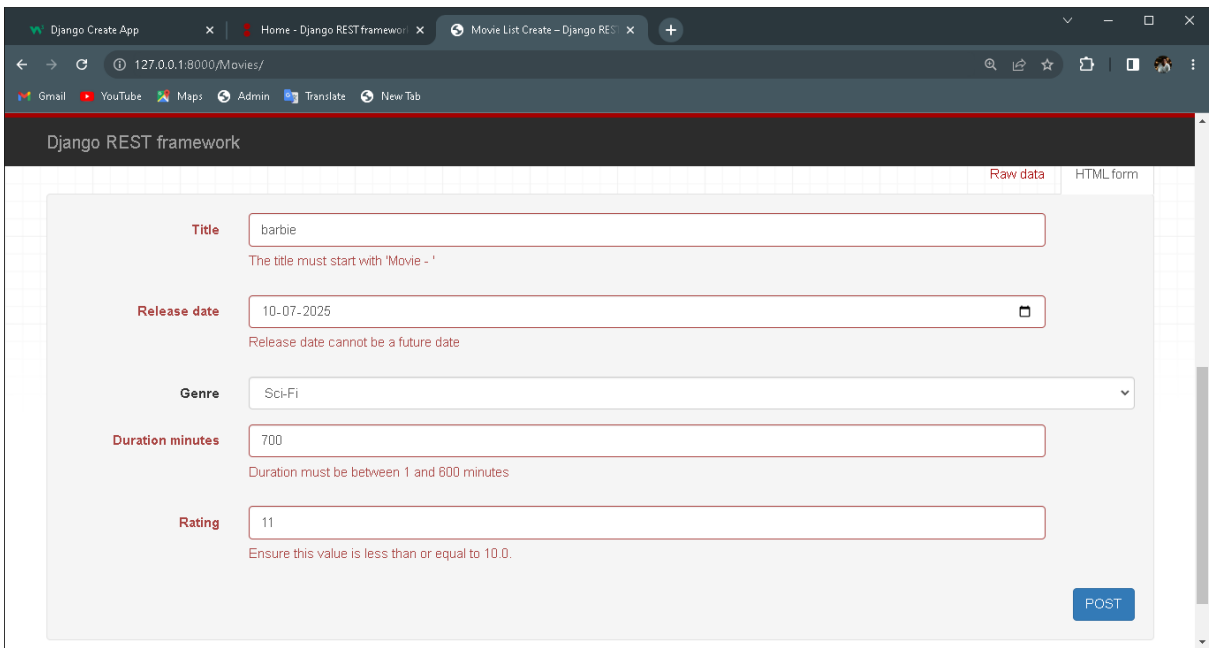 Django Create App
Home - Django REST framework
Movie List Create – Django RES
127.0.0.1:8000/Movies/
Gmail YouTube Maps Admin Translate New Tab
Django REST framework
Raw data HTML form
Title barbie
The title must start with 'Movie - '
Release date 10-07-2025
Release date cannot be a future date
Genre Sci-Fi
Duration minutes 700
Duration must be between 1 and 600 minutes
Rating 11
Ensure this value is less than or equal to 10.0.
POST